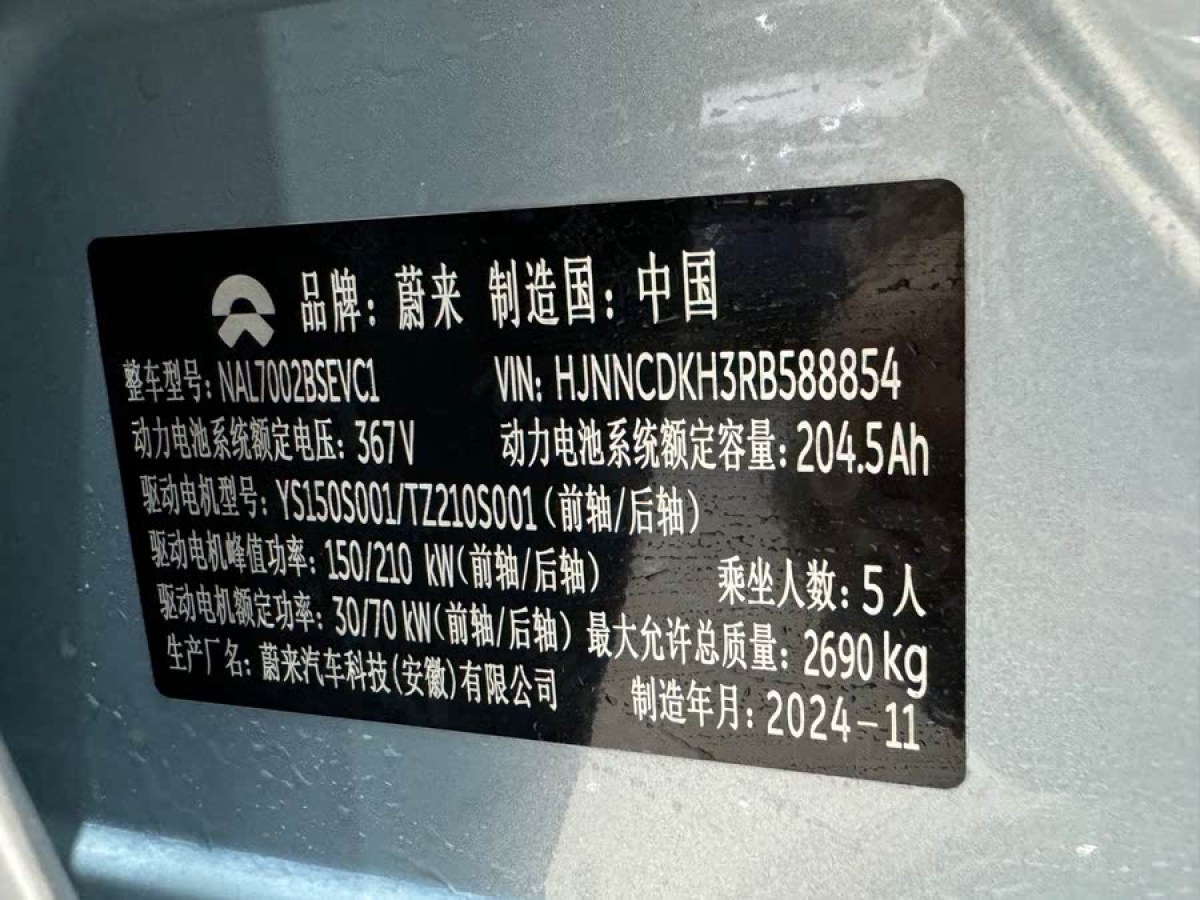 品牌：蔚来 制造国：中国
整车型号：NAL7002BSEVC1 VIN：HJNNCDKH3RB588854
动力电池系统额定电压：367V 动力电池系统额定容量：204.5Ah
驱动电机型号：YS150S001/TZ210S001（前轴/后轴）
驱动电机峰值功率：150/210 kW（前轴/后轴） 乘坐人数：5人
驱动电机额定功率：30/70 kW（前轴/后轴） 最大允许总质量：2690 kg
生产厂名：蔚来汽车科技（安徽）有限公司 制造年月：2024-11